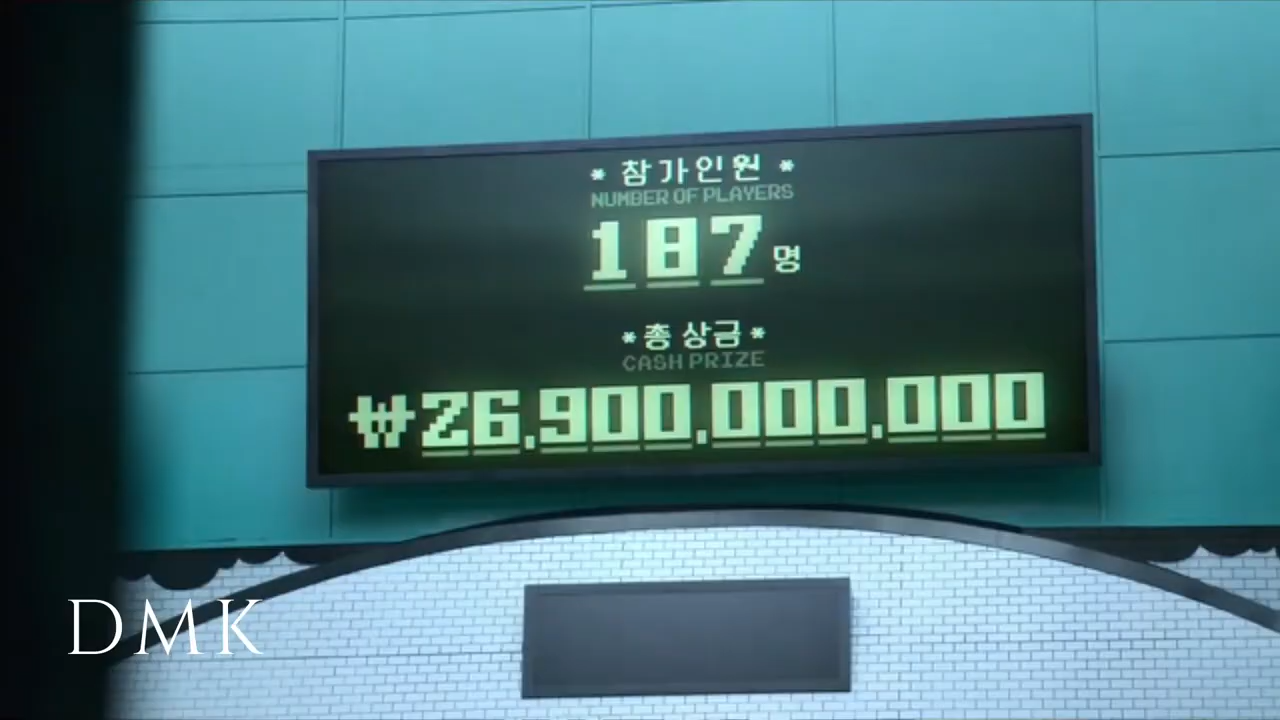 * 참가인원 *
NUMBER OF PLAYERS
187 명
* 총 상금 *
CASH PRIZE
₩26,900,000,000
DMK